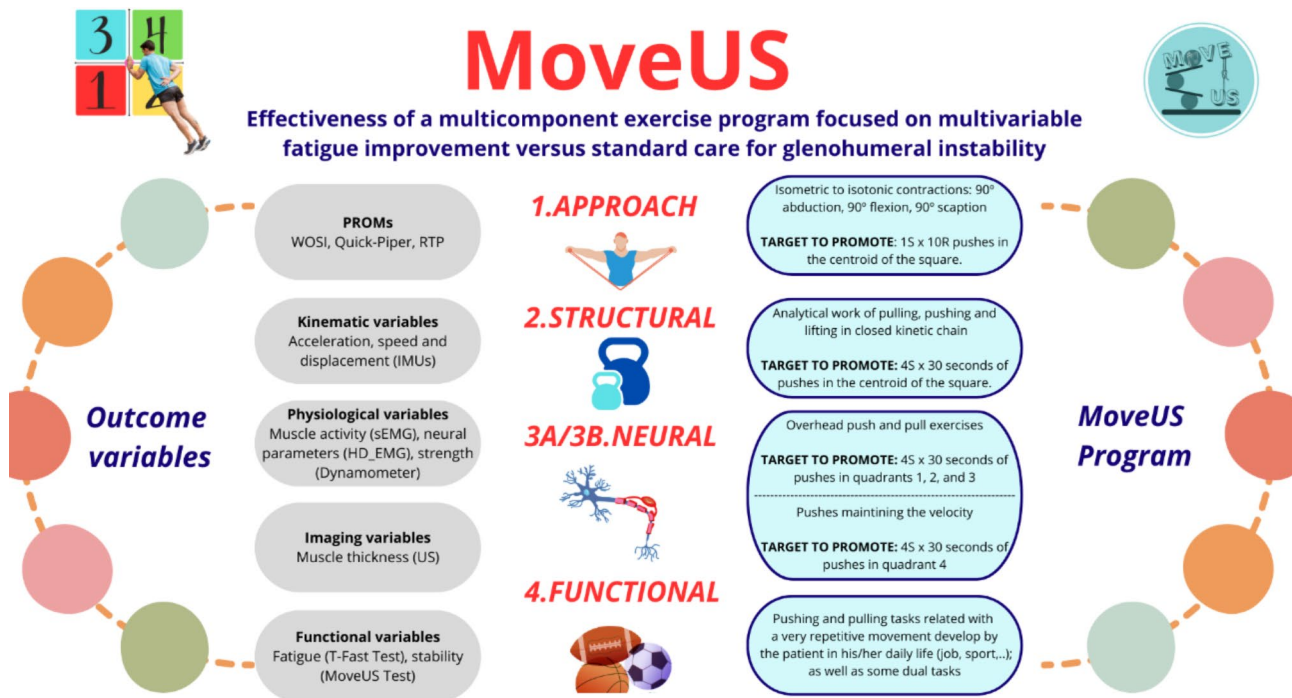 3 4
1 2
MoveUS
MOVE
US
Effectiveness of a multicomponent exercise program focused on multivariable
fatigue improvement versus standard care for glenohumeral instability
Outcome
variables
PROMs
WOSI, Quick-Piper, RTP
Kinematic variables
Acceleration, speed and
displacement (IMUs)
Physiological variables
Muscle activity (sEMG), neural
parameters (HD_EMG), strength
(Dynamometer)
Imaging variables
Muscle thickness (US)
Functional variables
Fatigue (T-Fast Test), stability
(MoveUS Test)
1.APPROACH
2.STRUCTURAL
3A/3B.NEURAL
4.FUNCTIONAL
Isometric to isotonic contractions: 90º
abduction, 90º flexion, 90º scaption
TARGET TO PROMOTE: 1S x 10R pushes in
the centroid of the square.
Analytical work of pulling, pushing and
lifting in closed kinetic chain
TARGET TO PROMOTE: 4S x 30 seconds of
pushes in the centroid of the square.
Overhead push and pull exercises
TARGET TO PROMOTE: 4S x 30 seconds of
pushes in quadrants 1, 2, and 3
Pushes maintining the velocity
TARGET TO PROMOTE: 4S x 30 seconds of
pushes in quadrant 4
Pushing and pulling tasks related with
a very repetitive movement develop by
the patient in his/her daily life (job, sport,..);
as well as some dual tasks
MoveUS
Program